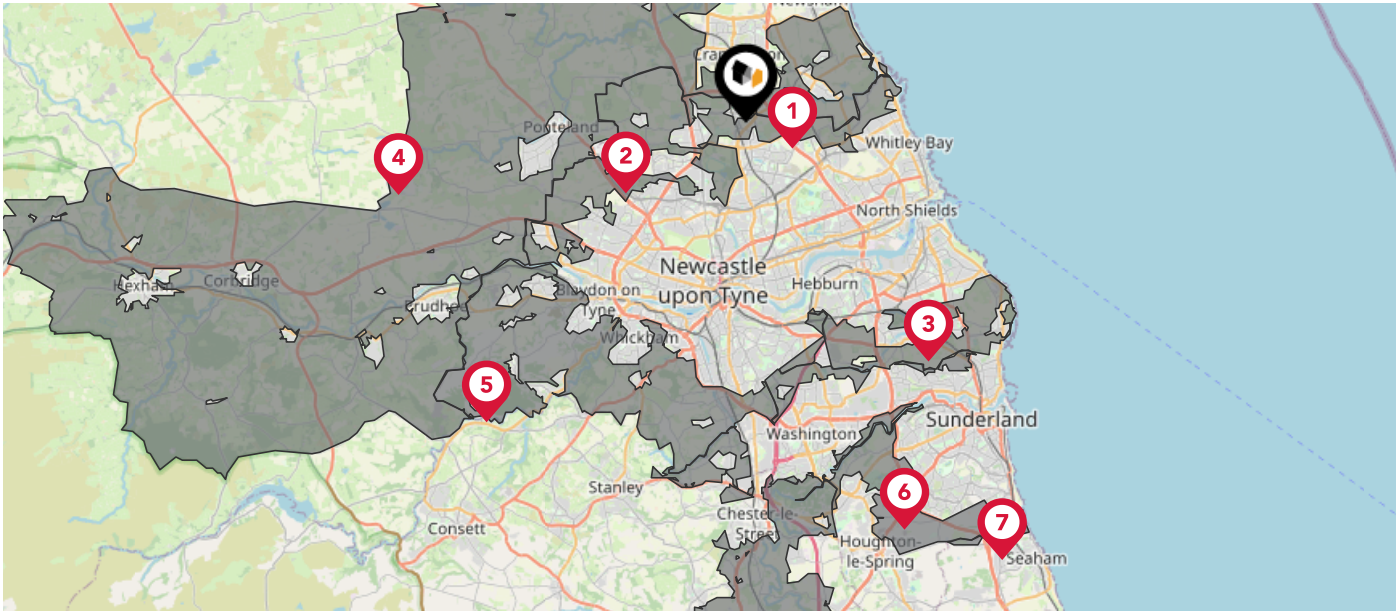 1
Ponteland
Whitley Bay
2
4
North Shields
Newcastle
upon Tyne
Hexham
Corbridge
Hebburn
Blaydon on
Tyne
Prudhoe
3
Whickham
5
Sunderland
Washington
Stanley
6
Consett
Chester-le-
Street
7
Houghton-
le-Spring
Seaham